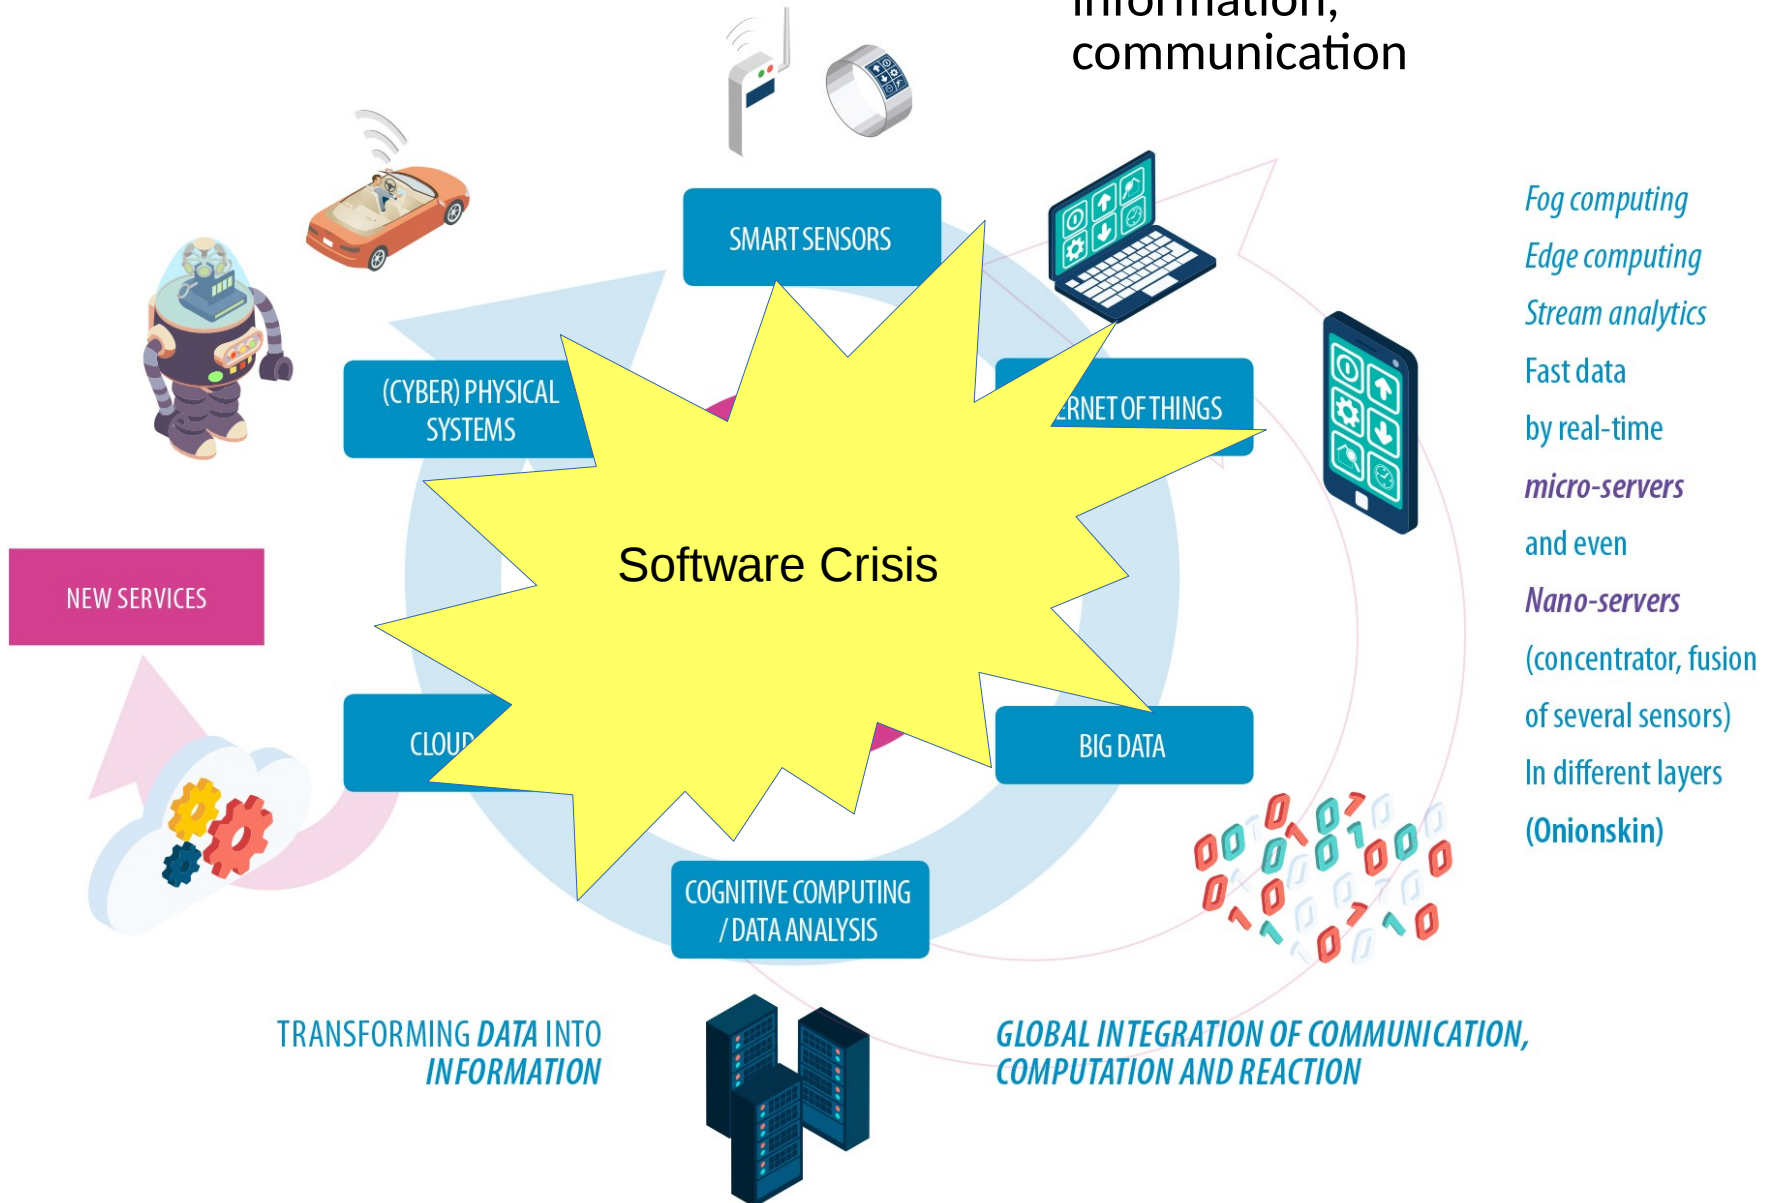 information,
communication
SMART SENSORS
(CYBER) PHYSICAL
SYSTEMS
ERNET OF THINGS
Software Crisis
NEW SERVICES
CLOUD
BIG DATA
COGNITIVE COMPUTING
/ DATA ANALYSIS
TRANSFORMING DATA INTO
INFORMATION
GLOBAL INTEGRATION OF COMMUNICATION,
COMPUTATION AND REACTION
Fog computing
Edge computing
Stream analytics
Fast data
by real-time
micro-servers
and even
Nano-servers
(concentrator, fusion
of several sensors)
In different layers
(Onionskin)